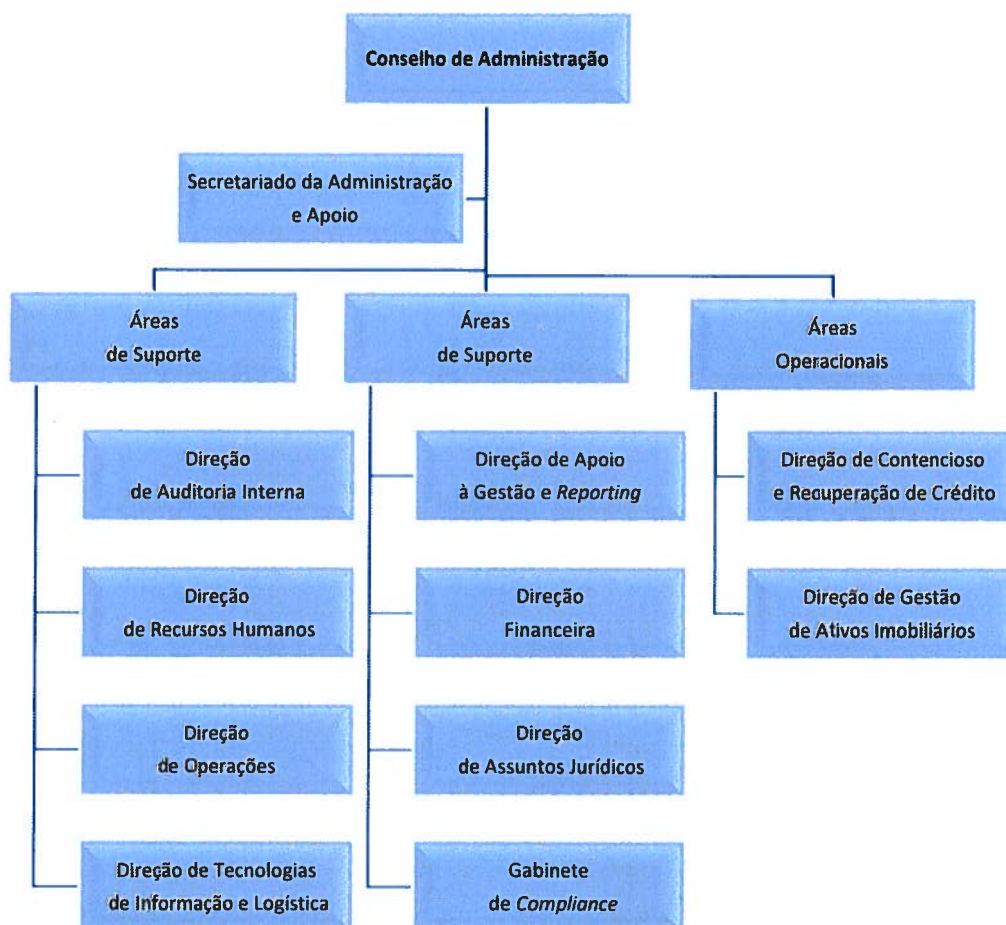 Conselho de Administração
Secretariado da Administração
e Apoio
Áreas
de Suporte
Áreas
de Suporte
Áreas
Operacionais
Direção
de Auditoria Interna
Direção de Apoio
à Gestão e Reporting
Direção de Contencioso
e Recuperação de Crédito
Direção
de Recursos Humanos
Direção
Financeira
Direção de Gestão
de Ativos Imobiliários
Direção
de Operações
Direção
de Assuntos Jurídicos
Direção de Tecnologias
de Informação e Logística
Gabinete
de Compliance